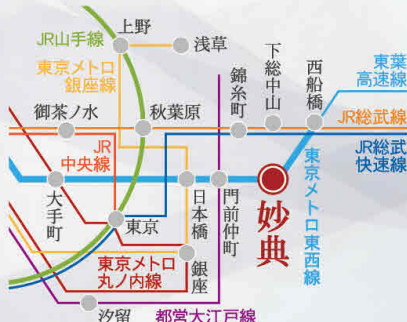 上野
JR山手線
浅草
東京メトロ
銀座線
下総中山
西船橋
東葉
高速線
錦糸町
御茶ノ水
秋葉原
JR総武線
JR
中央線
JR総武
快速線
大手町
東京
日本橋
門前仲町
妙典
東京メトロ東西線
東京メトロ
丸ノ内線
銀座
汐留
都営大江戸線